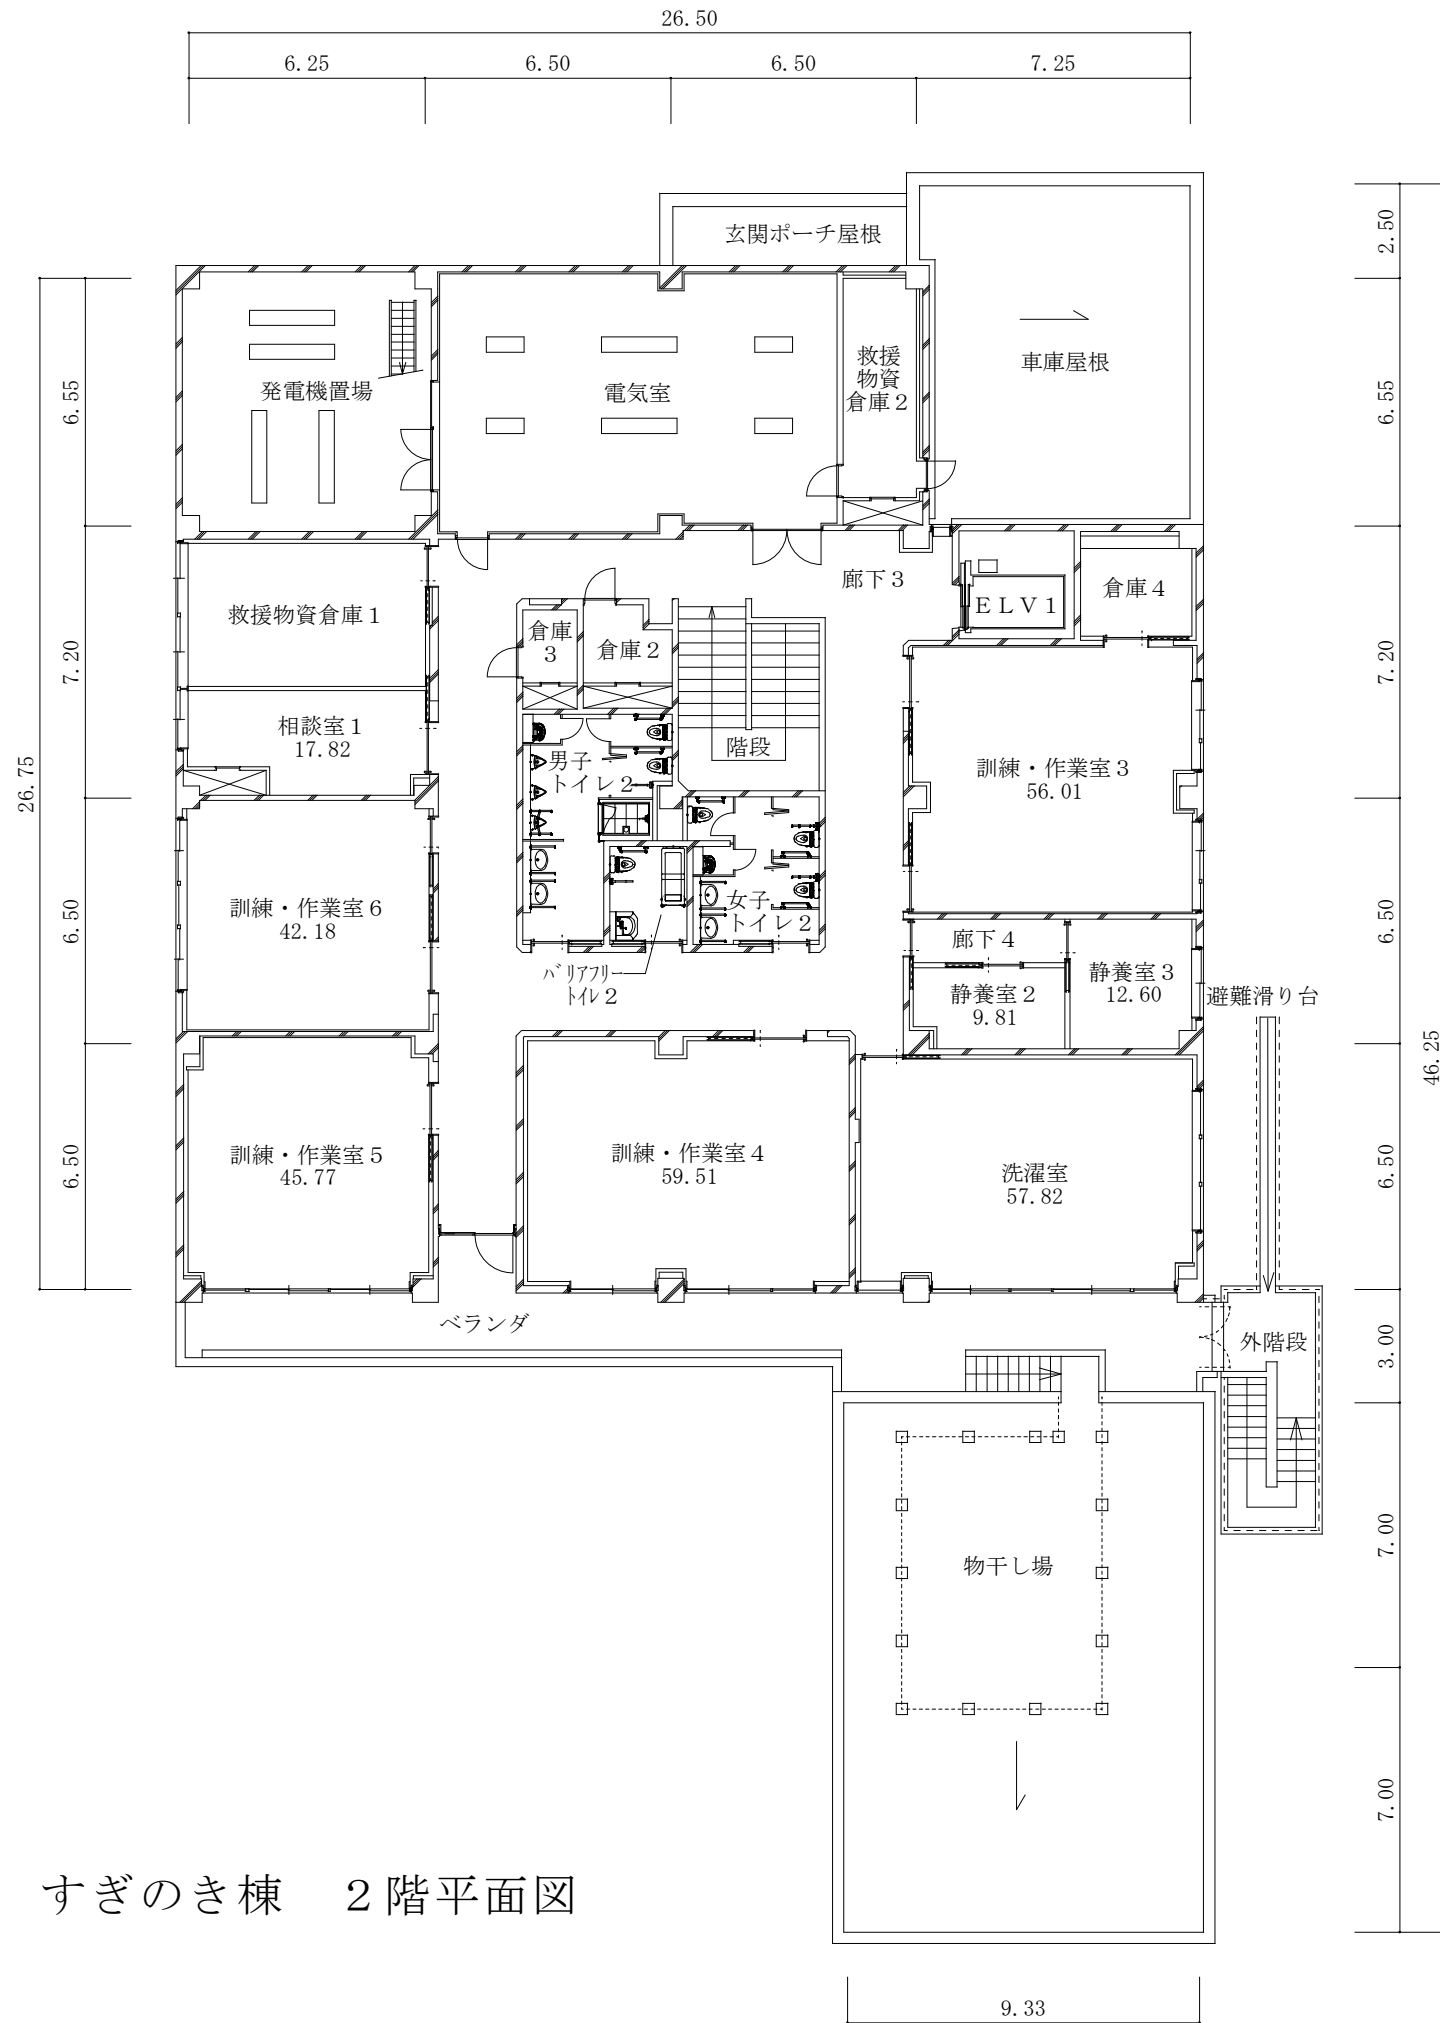 26.50
6.25
6.50
6.50
7.25
2.50
6.55
7.20
6.50
6.50
3.00
7.00
7.00
46.25
26.75
6.55
7.20
6.50
6.50
玄関ポーチ屋根
車庫屋根
発電機置場
電気室
救援
物資
倉庫２
廊下３
ＥＬＶ１
倉庫４
救援物資倉庫１
倉庫
３
倉庫２
相談室１
17.82
階段
男子
トイレ２
訓練・作業室３
56.01
訓練・作業室６
42.18
女子
トイレ２
バリアフリー
トイレ２
廊下４
静養室２
9.81
静養室３
12.60
避難滑り台
訓練・作業室５
45.77
訓練・作業室４
59.51
洗濯室
57.82
ベランダ
外階段
物干し場
すぎのき棟　２階平面図
9.33